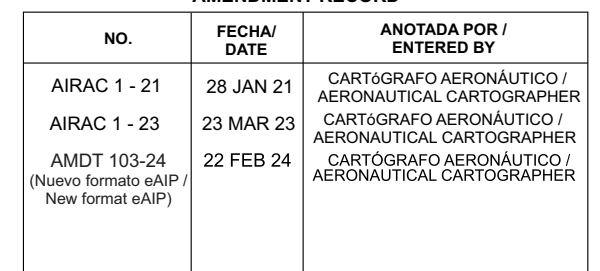 AMENDMENT RECORD
NO.
FECHA/
DATE
ANOTADA POR /
ENTERED BY
AIRAC 1 - 21
28 JAN 21
CARTóGRAFO AERONÁUTICO /
AERONAUTICAL CARTOGRAPHER
AIRAC 1 - 23
23 MAR 23
CARTóGRAFO AERONÁUTICO /
AERONAUTICAL CARTOGRAPHER
AMDT 103-24
(Nuevo formato eAIP /
New format eAIP)
22 FEB 24
CARTÓGRAFO AERONÁUTICO /
AERONAUTICAL CARTOGRAPHER